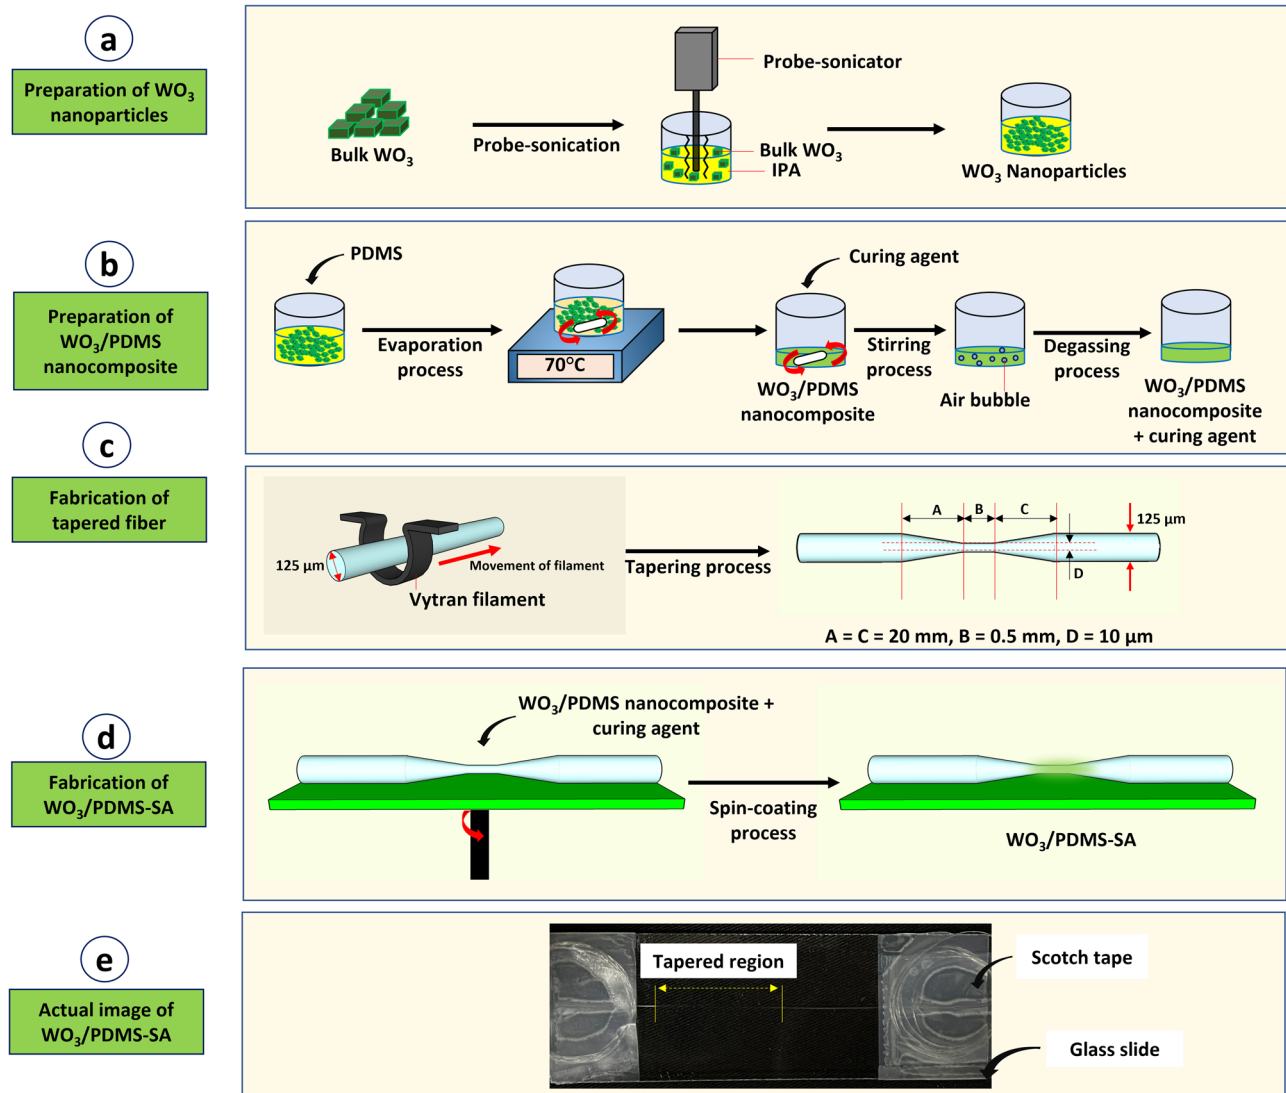 a
Preparation of WO₃
nanoparticles
Bulk WO₃
Probe-sonication
Probe-sonicator
Bulk WO₃
IPA
WO₃ Nanoparticles
b
Preparation of
WO₃/PDMS
nanocomposite
PDMS
Evaporation
process
70°C
Curing agent
WO₃/PDMS
nanocomposite
Stirring
process
Air bubble
Degassing
process
WO₃/PDMS
nanocomposite
+ curing agent
c
Fabrication of
tapered fiber
125 µm
Movement of filament
Vytran filament
Tapering process
A
B
C
125 µm
D
A = C = 20 mm, B = 0.5 mm, D = 10 µm
d
Fabrication of
WO₃/PDMS-SA
WO₃/PDMS nanocomposite +
curing agent
Spin-coating
process
WO₃/PDMS-SA
e
Actual image of
WO₃/PDMS-SA
Tapered region
Scotch tape
Glass slide